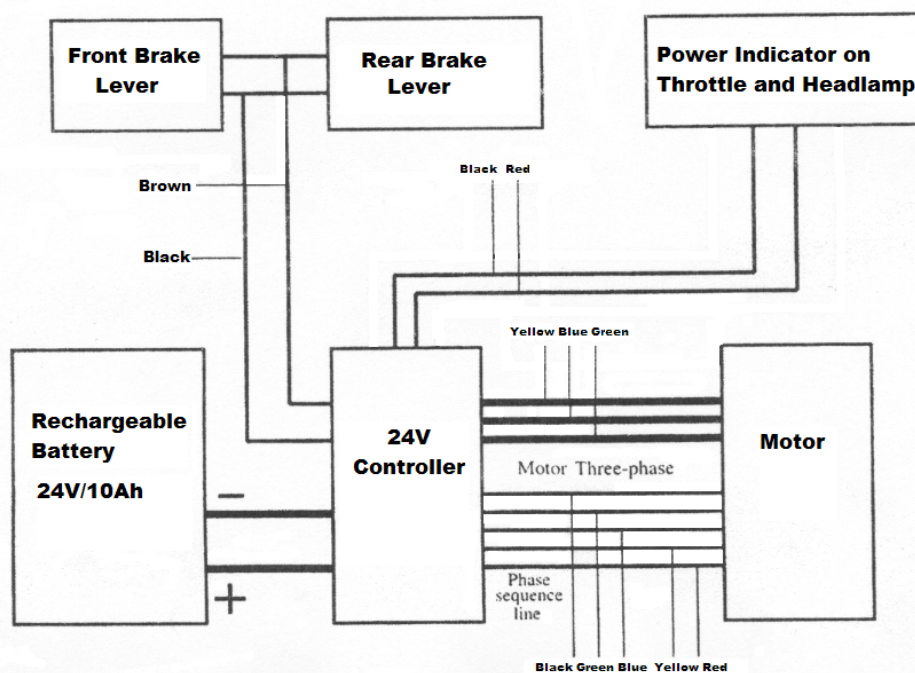 Front Brake
Lever
Rear Brake
Lever
Power Indicator on
Throttle and Headlamp
Black Red
Brown
Black
Yellow Blue Green
Rechargeable
Battery
24V/10Ah
−
+
24V
Controller
Motor Three-phase
Motor
Phase
sequence
line
Black Green Blue Yellow Red